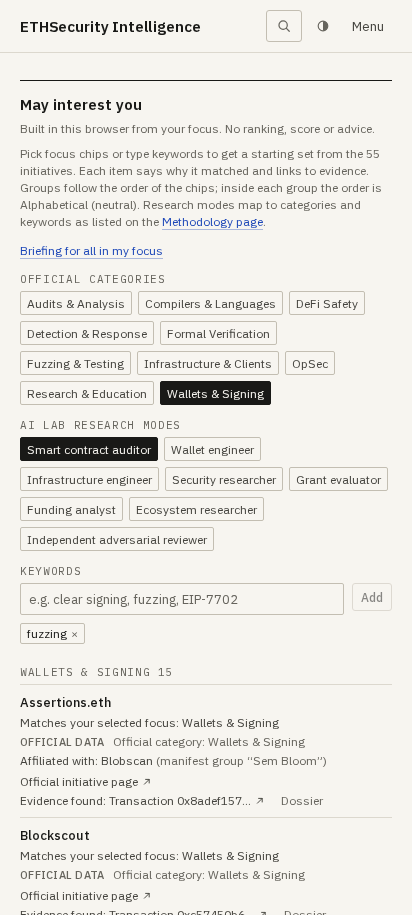 ETHSecurity Intelligence
Menu
May interest you
Built in this browser from your focus. No ranking, score or advice.
Pick focus chips or type keywords to get a starting set from the 55
initiatives. Each item says why it matched and links to evidence.
Groups follow the order of the chips; inside each group the order is
Alphabetical (neutral). Research modes map to categories and
keywords as listed on the Methodology page.
Briefing for all in my focus
OFFICIAL CATEGORIES
Audits & Analysis Compilers & Languages DeFi Safety
Detection & Response Formal Verification
Fuzzing & Testing Infrastructure & Clients OpSec
Research & Education Wallets & Signing
AI LAB RESEARCH MODES
Smart contract auditor Wallet engineer
Infrastructure engineer Security researcher Grant evaluator
Funding analyst Ecosystem researcher
Independent adversarial reviewer
KEYWORDS
e.g. clear signing, fuzzing, EIP-7702 Add
fuzzing ×
WALLETS & SIGNING 15
Assertions.eth
Matches your selected focus: Wallets & Signing
OFFICIAL DATA Official category: Wallets & Signing
Affiliated with: Blobscan (manifest group “Sem Bloom”)
Official initiative page ↗
Evidence found: Transaction 0x8adef157… ↗ Dossier
Blockscout
Matches your selected focus: Wallets & Signing
OFFICIAL DATA Official category: Wallets & Signing
Official initiative page ↗
Evidence found: Transaction Dossier